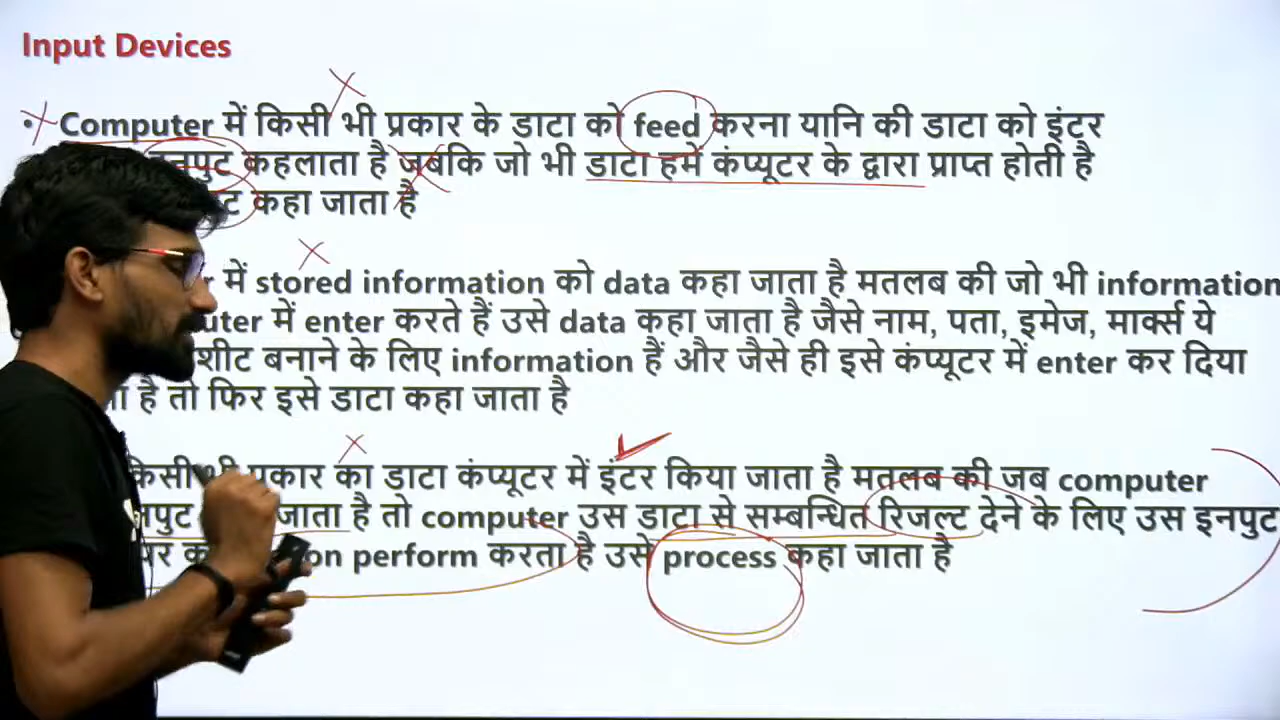 Input Devices
• Computer में किसी भी प्रकार के डाटा को feed करना यानि की डाटा को इंटर
इनपुट कहलाता है जबकि जो भी डाटा हमें कंप्यूटर के द्वारा प्राप्त होती है
कहा जाता है
में stored information को data कहा जाता है मतलब की जो भी information
में enter करते हैं उसे data कहा जाता है जैसे नाम, पता, इमेज, मार्क्स ये
शीट बनाने के लिए information हैं और जैसे ही इसे कंप्यूटर में enter कर दिया
है तो फिर इसे डाटा कहा जाता है
किसी भी प्रकार का डाटा कंप्यूटर में इंटर किया जाता है मतलब की जब computer
जाता है तो computer उस डाटा से सम्बन्धित रिजल्ट देने के लिए उस इनपुट
पर perform करता है उसे process कहा जाता है